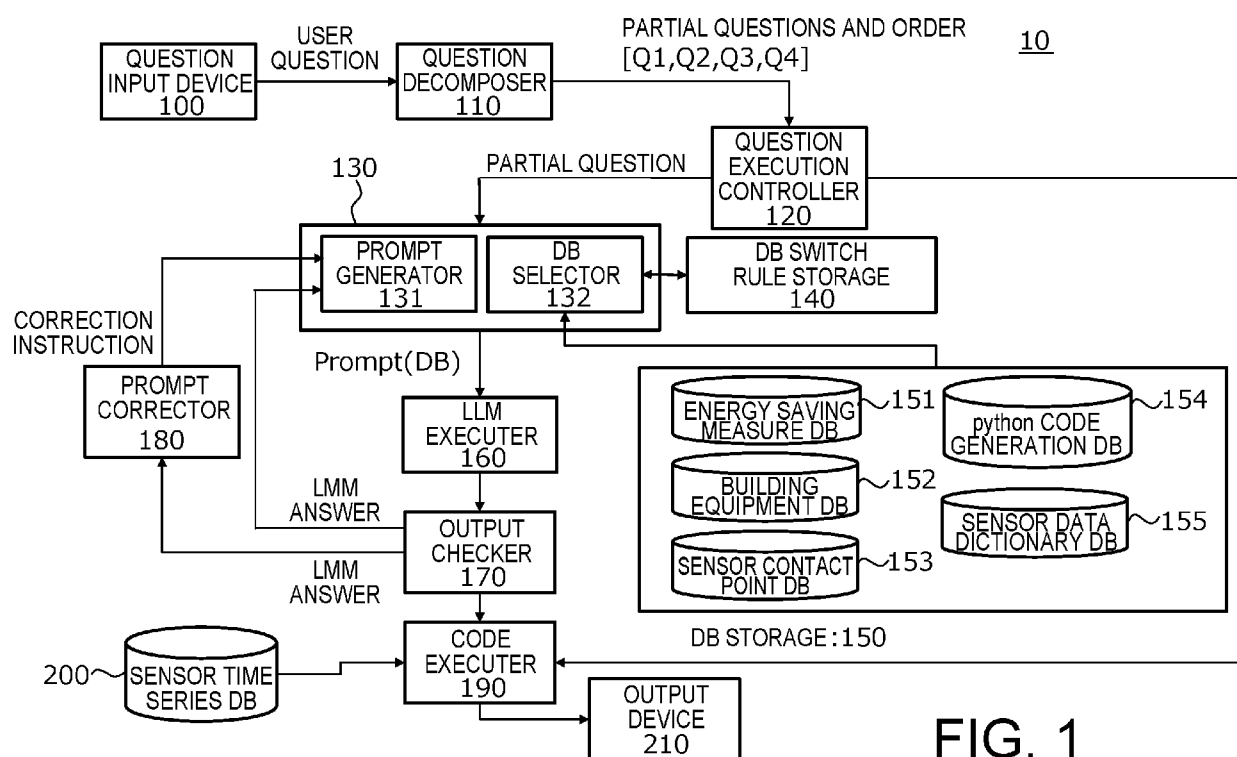 10
USER
QUESTION
PARTIAL QUESTIONS AND ORDER
[Q1,Q2,Q3,Q4]
QUESTION
INPUT DEVICE
100
QUESTION
DECOMPOSER
110
QUESTION
EXECUTION
CONTROLLER
120
PARTIAL QUESTION
130
PROMPT
GENERATOR
131
DB
SELECTOR
132
DB SWITCH
RULE STORAGE
140
CORRECTION
INSTRUCTION
Prompt(DB)
PROMPT
CORRECTOR
180
LLM
EXECUTER
160
ENERGY SAVING
MEASURE DB
151
python CODE
GENERATION DB
154
BUILDING
EQUIPMENT DB
152
SENSOR DATA
DICTIONARY DB
155
SENSOR CONTACT
POINT DB
153
LMM
ANSWER
OUTPUT
CHECKER
170
LMM
ANSWER
DB STORAGE:150
200
SENSOR TIME
SERIES DB
CODE
EXECUTER
190
OUTPUT
DEVICE
210
FIG. 1